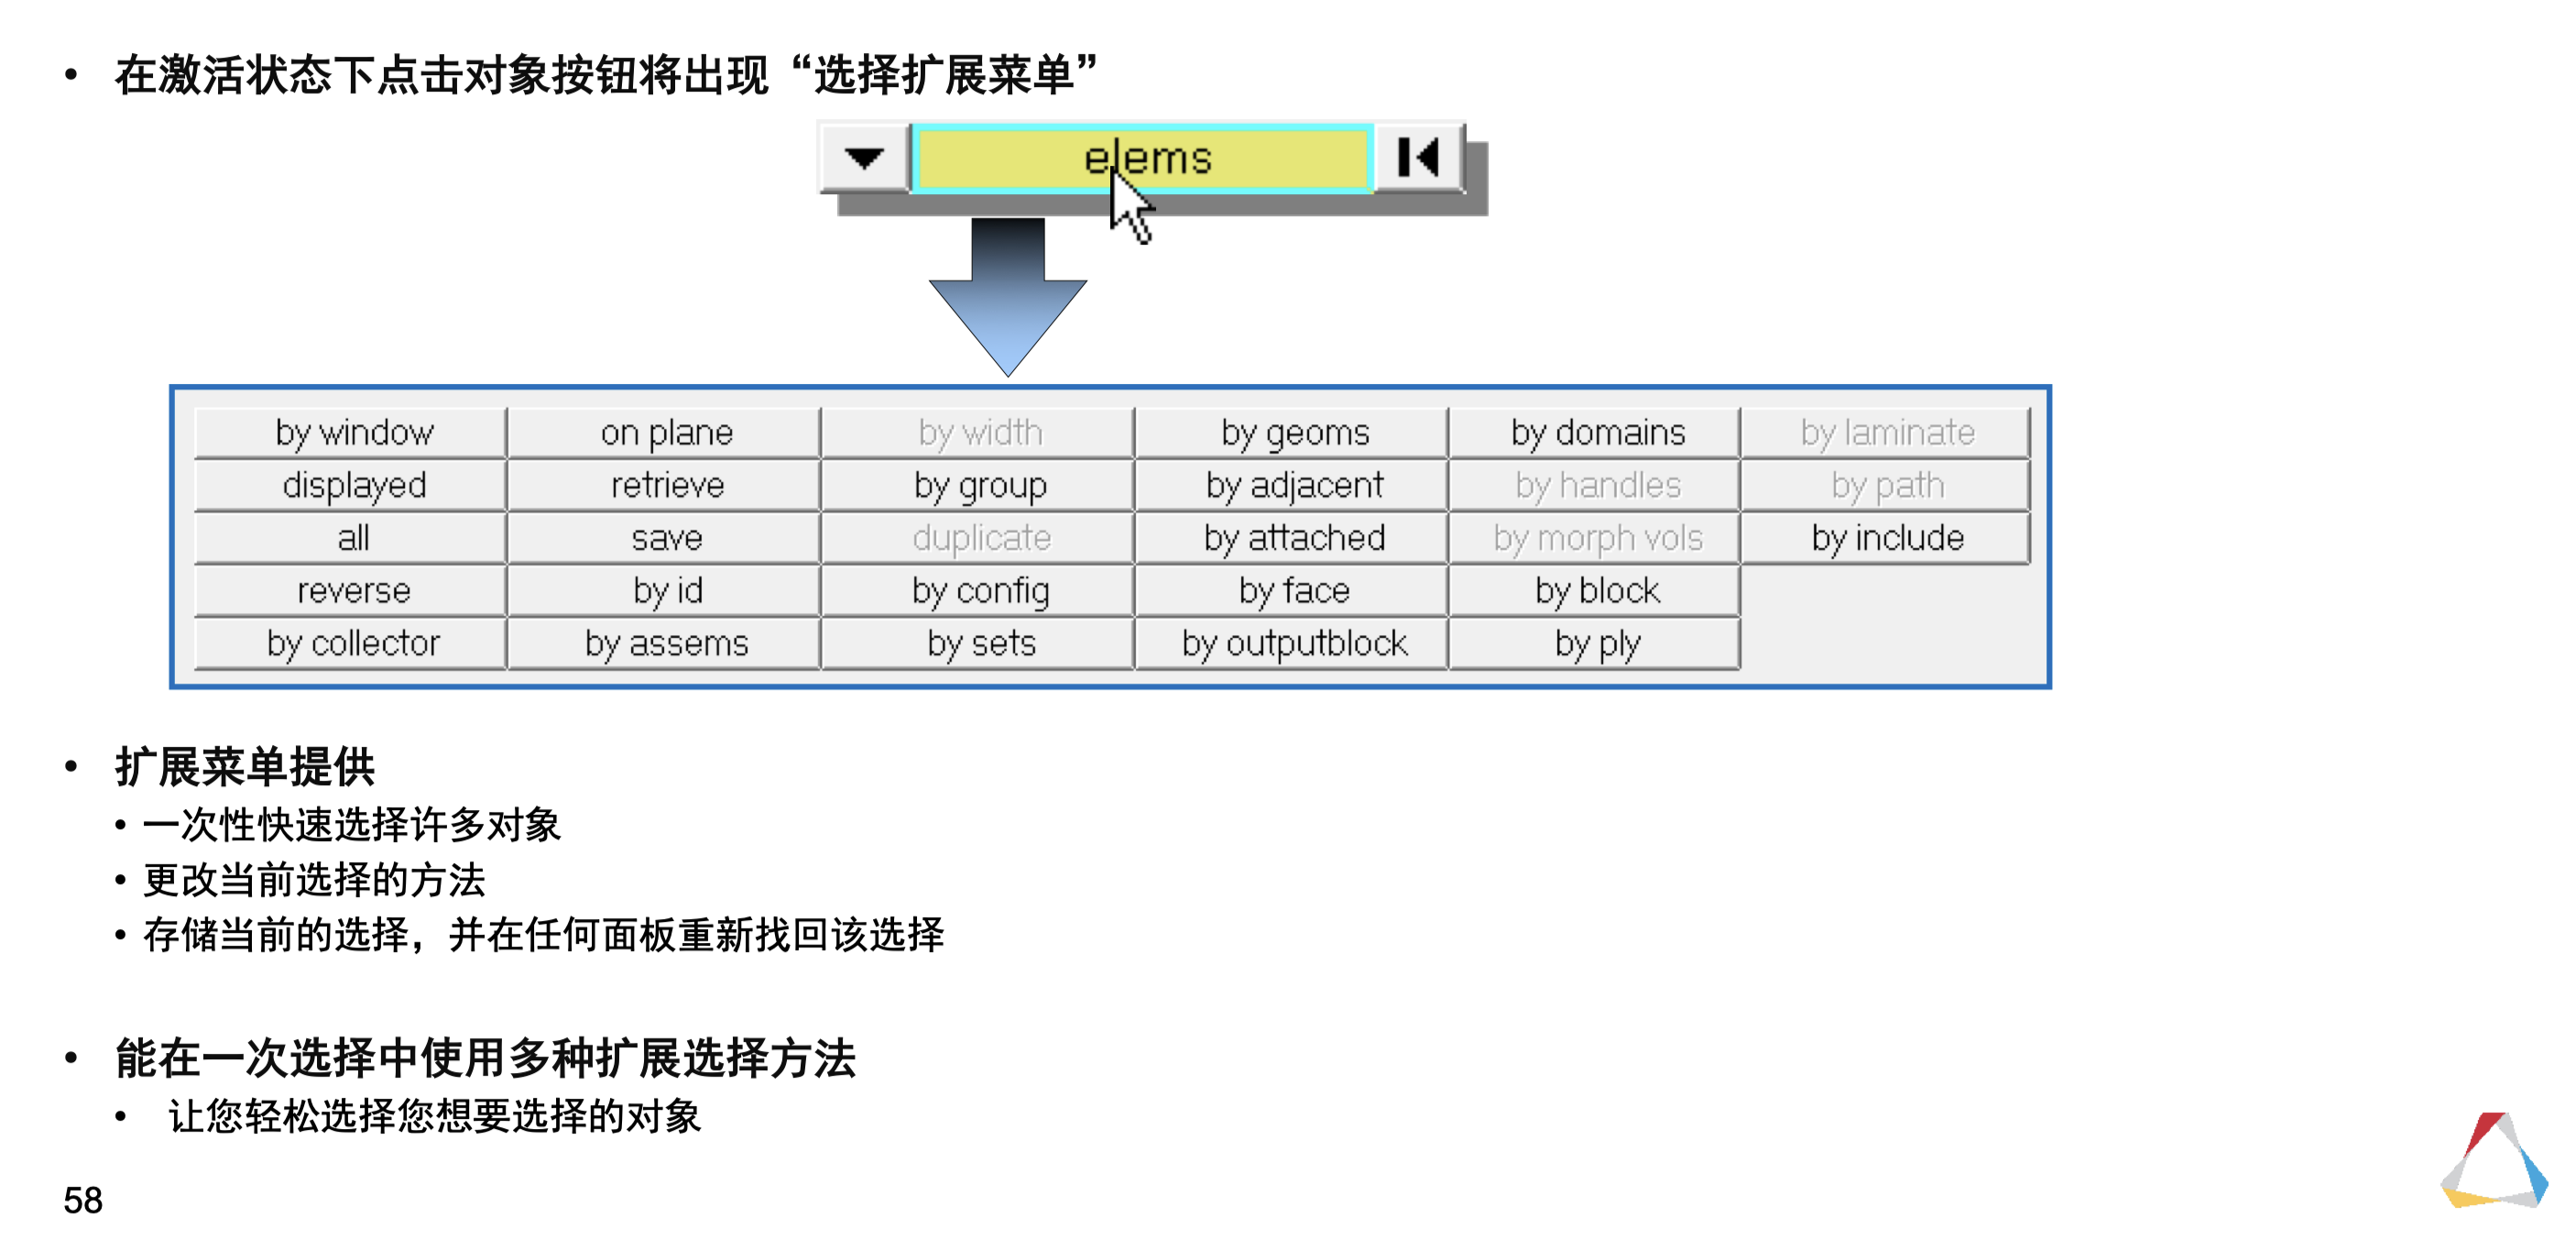 • 在激活状态下点击对象按钮将出现“选择扩展菜单”
elems
by window on plane by width by geoms by domains by laminate
displayed retrieve by group by adjacent by handles by path
all save duplicate by attached by morph vols by include
reverse by id by config by face by block
by collector by assems by sets by outputblock by ply
• 扩展菜单提供
• 一次性快速选择许多对象
• 更改当前选择的方法
• 存储当前的选择，并在任何面板重新找回该选择
• 能在一次选择中使用多种扩展选择方法
• 让您轻松选择您想要选择的对象
58